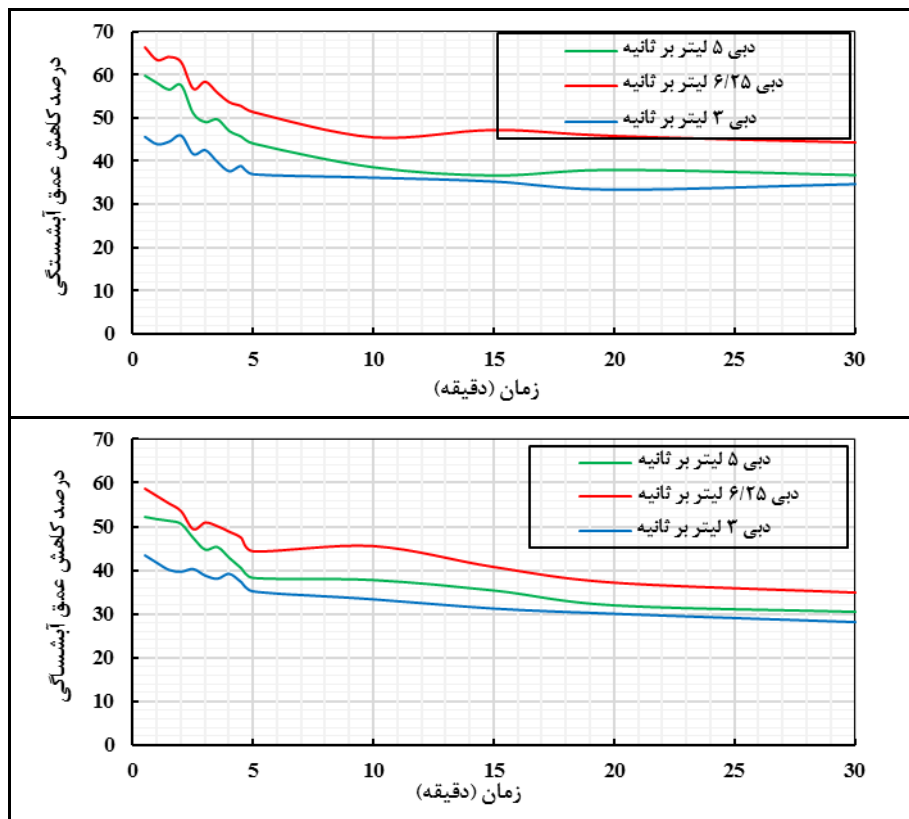 درصد کاهش عمق آبشستگی
70
60
50
40
30
20
10
0
دبی ۵ لیتر بر ثانیه
دبی ۶/۲۵ لیتر بر ثانیه
دبی ۳ لیتر بر ثانیه
0 5 10 15 20 25 30
زمان (دقیقه)
درصد کاهش عمق آبشساگی
70
60
50
40
30
20
10
0
دبی ۵ لیتر بر ثانیه
دبی ۶/۲۵ لیتر بر ثانیه
دبی ۳ لیتر بر ثانیه
0 5 10 15 20 25 30
زمان (دقیقه)